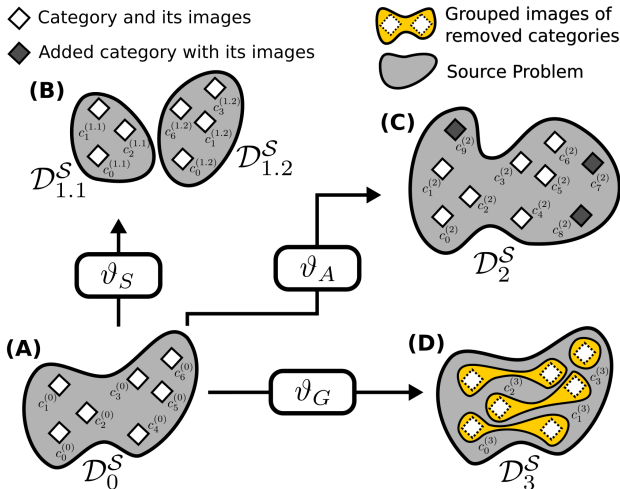 Category and its images
Added category with its images
Grouped images of
removed categories
Source Problem
(B)
c_1^{(1.1)}
c_2^{(1.1)}
c_0^{(1.1)}
c_3^{(1.2)}
c_6^{(1.2)}
c_1^{(1.2)}
c_0^{(1.2)}
𝒟_{1.1}^𝒮
𝒟_{1.2}^𝒮
(C)
c_9^{(2)}
c_6^{(2)}
c_3^{(2)}
c_5^{(2)}
c_7^{(2)}
c_1^{(2)}
c_2^{(2)}
c_4^{(2)}
c_0^{(2)}
c_8^{(2)}
𝒟_2^𝒮
ϑ_S
ϑ_A
(A)
c_6^{(0)}
c_3^{(0)}
c_1^{(0)}
c_5^{(0)}
c_2^{(0)}
c_4^{(0)}
c_0^{(0)}
𝒟_0^𝒮
ϑ_G
(D)
c_3^{(3)}
c_2^{(3)}
c_1^{(3)}
c_0^{(3)}
𝒟_3^𝒮